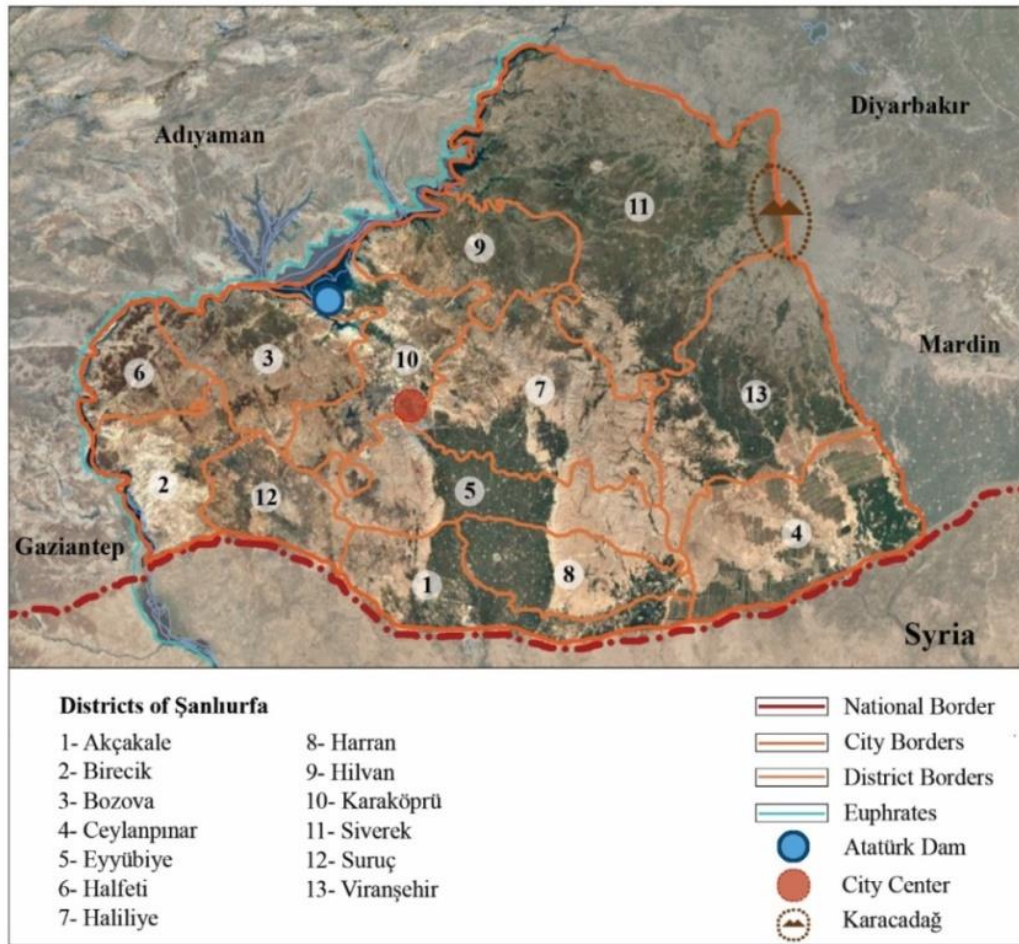 Adıyaman
Diyarbakır
11
9
3
10
6
7
Mardin
13
2
5
12
4
Gaziantep
1
8
Syria
Districts of Şanlıurfa
1- Akçakale
2- Birecik
3- Bozova
4- Ceylanpınar
5- Eyyübiye
6- Halfeti
7- Haliliye
8- Harran
9- Hilvan
10- Karaköprü
11- Siverek
12- Suruç
13- Viranşehir
National Border
City Borders
District Borders
Euphrates
Atatürk Dam
City Center
Karacadağ